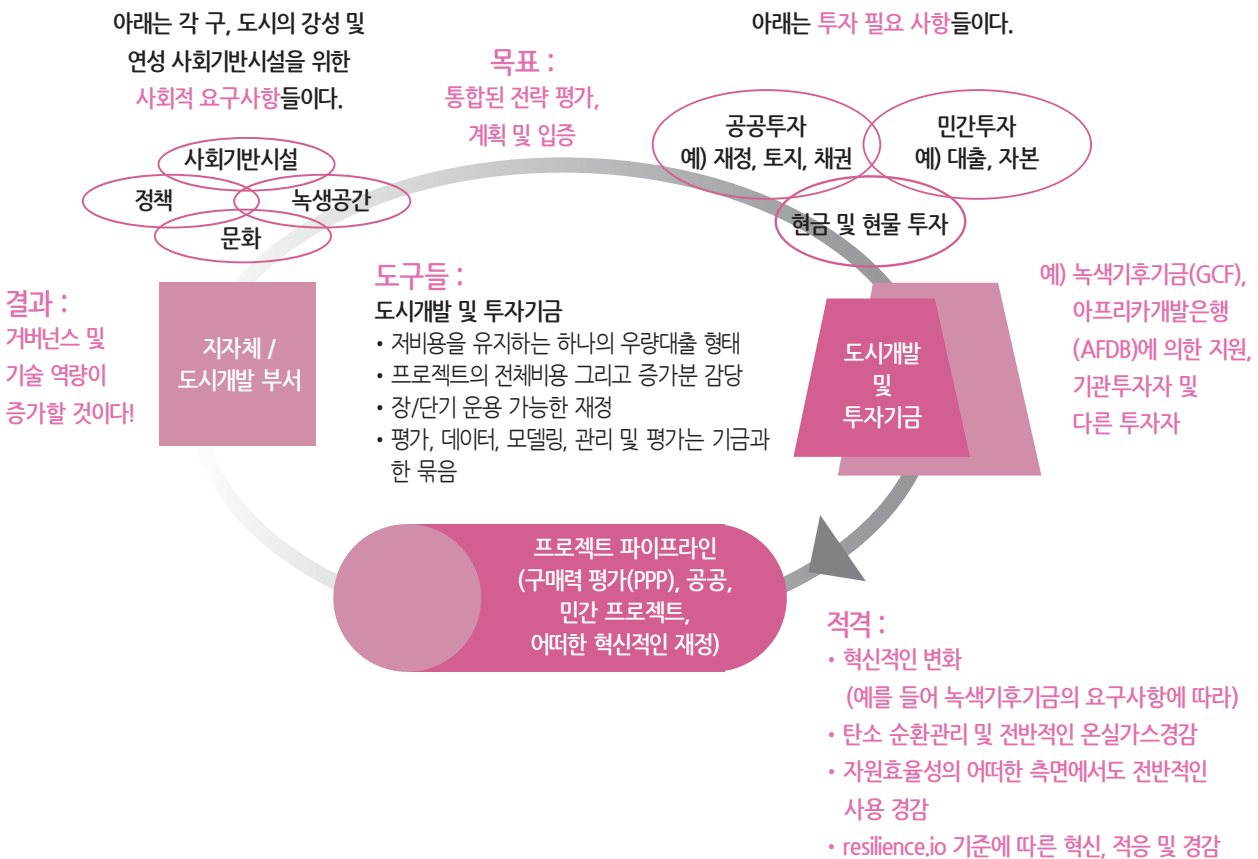 아래는 각 구, 도시의 강성 및
연성 사회기반시설을 위한
사회적 요구사항들이다.
목표 :
통합된 전략 평가,
계획 및 입증
아래는 투자 필요 사항들이다.
사회기반시설
정책
녹생공간
문화
공공투자
예) 재정, 토지, 채권
민간투자
예) 대출, 자본
현금 및 현물 투자
결과 :
거버넌스 및
기술 역량이
증가할 것이다!
지자체 /
도시개발 부서
도구들 :
도시개발 및 투자기금
• 저비용을 유지하는 하나의 우량대출 형태
• 프로젝트의 전체비용 그리고 증가분 감당
• 장/단기 운용 가능한 재정
• 평가, 데이터, 모델링, 관리 및 평가는 기금과
한 묶음
도시개발
및
투자기금
예) 녹색기후기금(GCF),
아프리카개발은행
(AFDB)에 의한 지원,
기관투자자 및
다른 투자자
프로젝트 파이프라인
(구매력 평가(PPP), 공공,
민간 프로젝트,
어떠한 혁신적인 재정)
적격 :
• 혁신적인 변화
(예를 들어 녹색기후기금의 요구사항에 따라)
• 탄소 순환관리 및 전반적인 온실가스경감
• 자원효율성의 어떠한 측면에서도 전반적인
사용 경감
• resilience.io 기준에 따른 혁신, 적응 및 경감